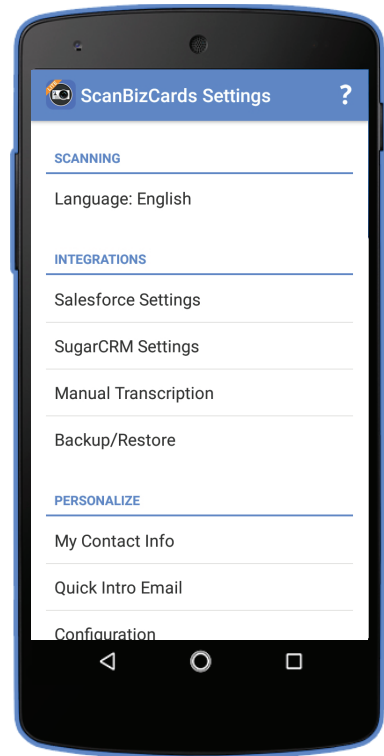 ScanBizCards Settings ?
SCANNING
Language: English
INTEGRATIONS
Salesforce Settings
SugarCRM Settings
Manual Transcription
Backup/Restore
PERSONALIZE
My Contact Info
Quick Intro Email
Configuration